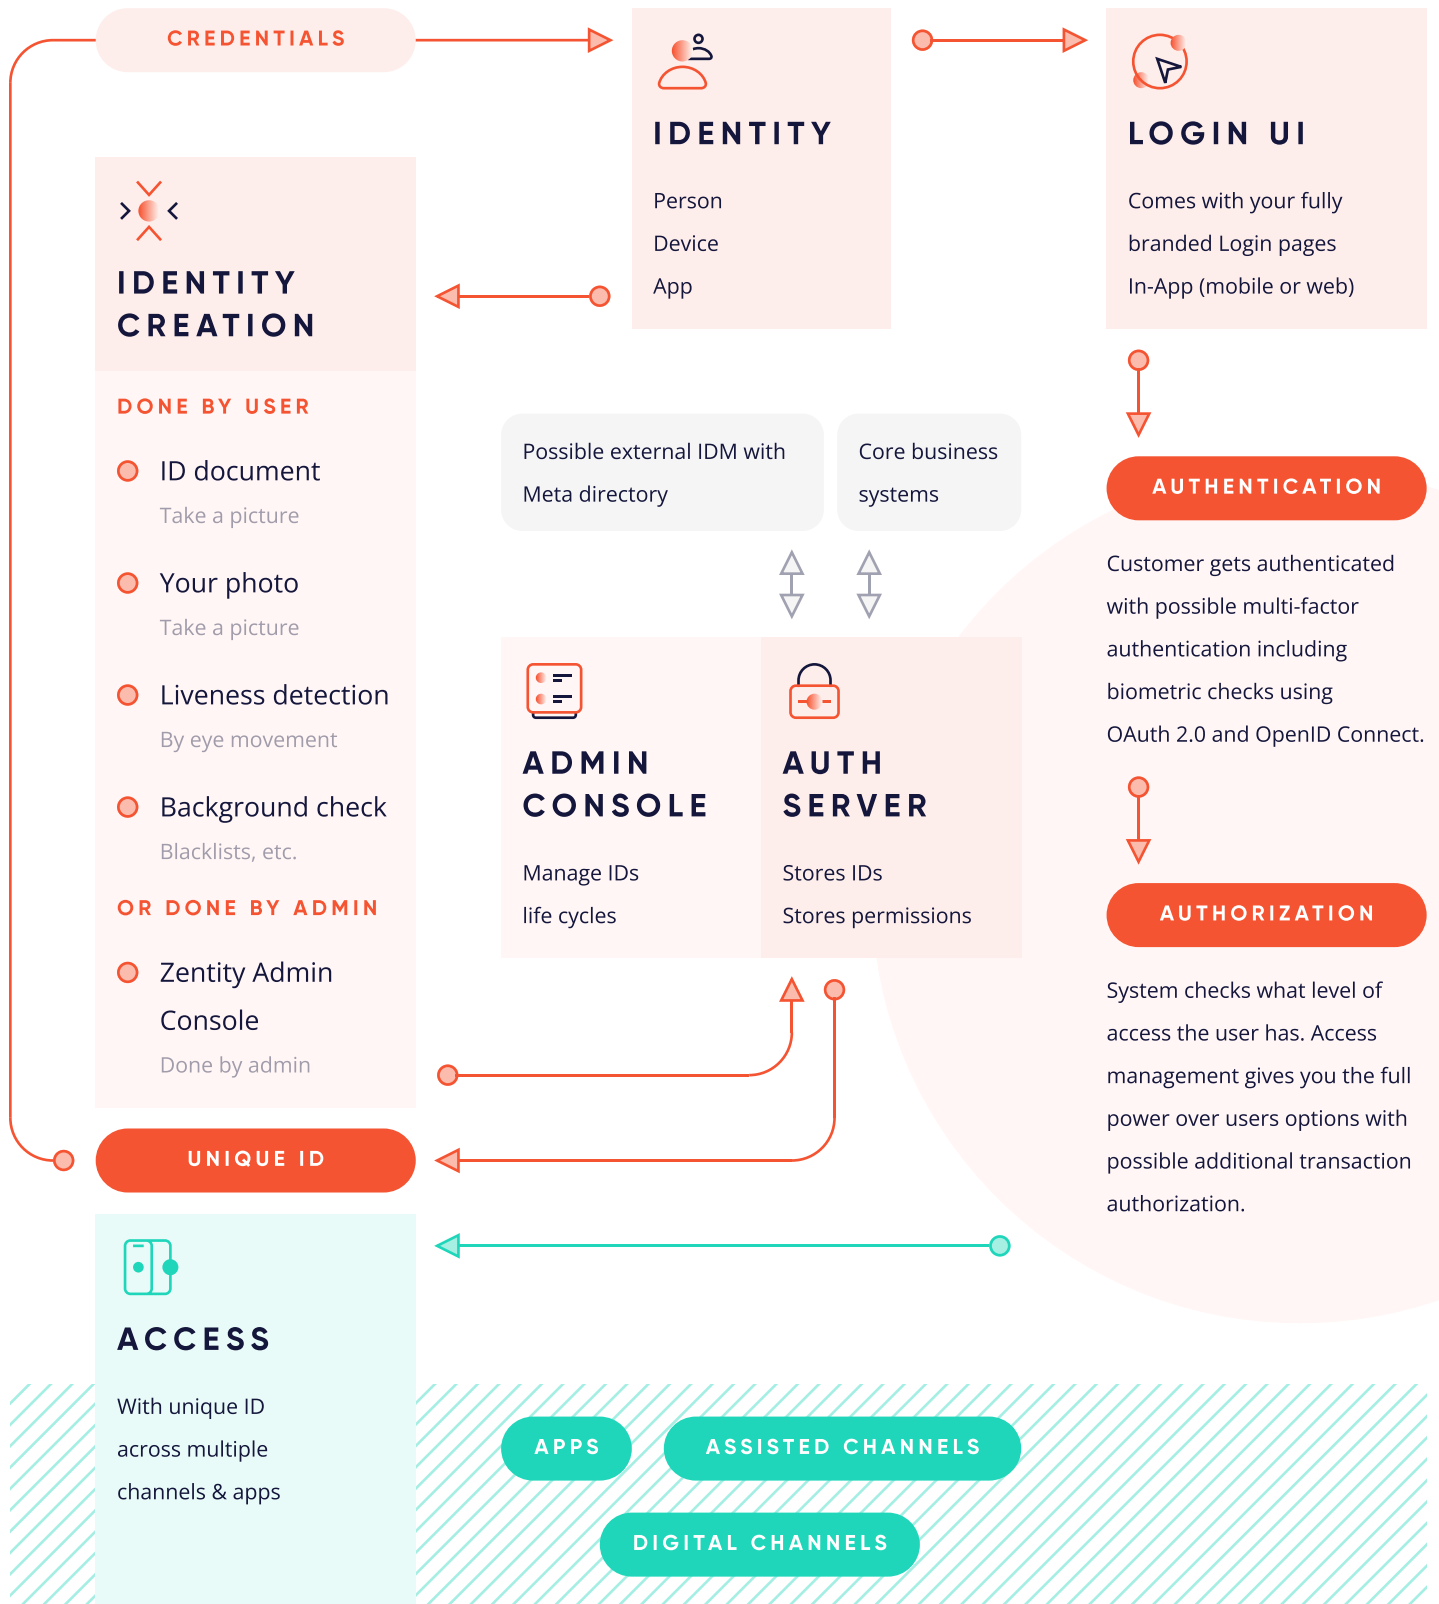 CREDENTIALS
IDENTITY
Person
Device
App
LOGIN UI
Comes with your fully
branded Login pages
In-App (mobile or web)
IDENTITY
CREATION
DONE BY USER
ID document
Take a picture
Your photo
Take a picture
Liveness detection
By eye movement
Background check
Blacklists, etc.
OR DONE BY ADMIN
Zentity Admin
Console
Done by admin
UNIQUE ID
Possible external IDM with
Meta directory
Core business
systems
ADMIN
CONSOLE
Manage IDs
life cycles
AUTH
SERVER
Stores IDs
Stores permissions
AUTHENTICATION
Customer gets authenticated
with possible multi-factor
authentication including
biometric checks using
OAuth 2.0 and OpenID Connect.
AUTHORIZATION
System checks what level of
access the user has. Access
management gives you the full
power over users options with
possible additional transaction
authorization.
ACCESS
With unique ID
across multiple
channels & apps
APPS
ASSISTED CHANNELS
DIGITAL CHANNELS